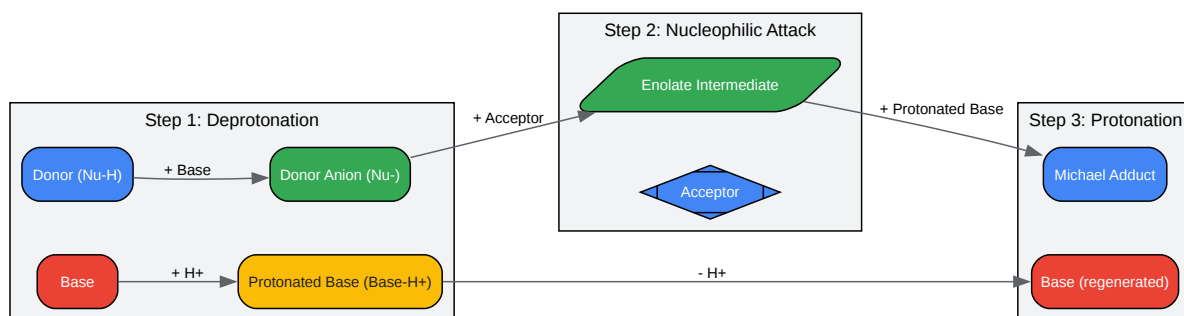 Step 2: Nucleophilic Attack
Enolate Intermediate
+ Acceptor
+ Protonated Base
Acceptor
Step 1: Deprotonation
Donor (Nu-H)
+ Base
Donor Anion (Nu-)
Base
+ H+
Protonated Base (Base-H+)
- H+
Step 3: Protonation
Michael Adduct
Base (regenerated)